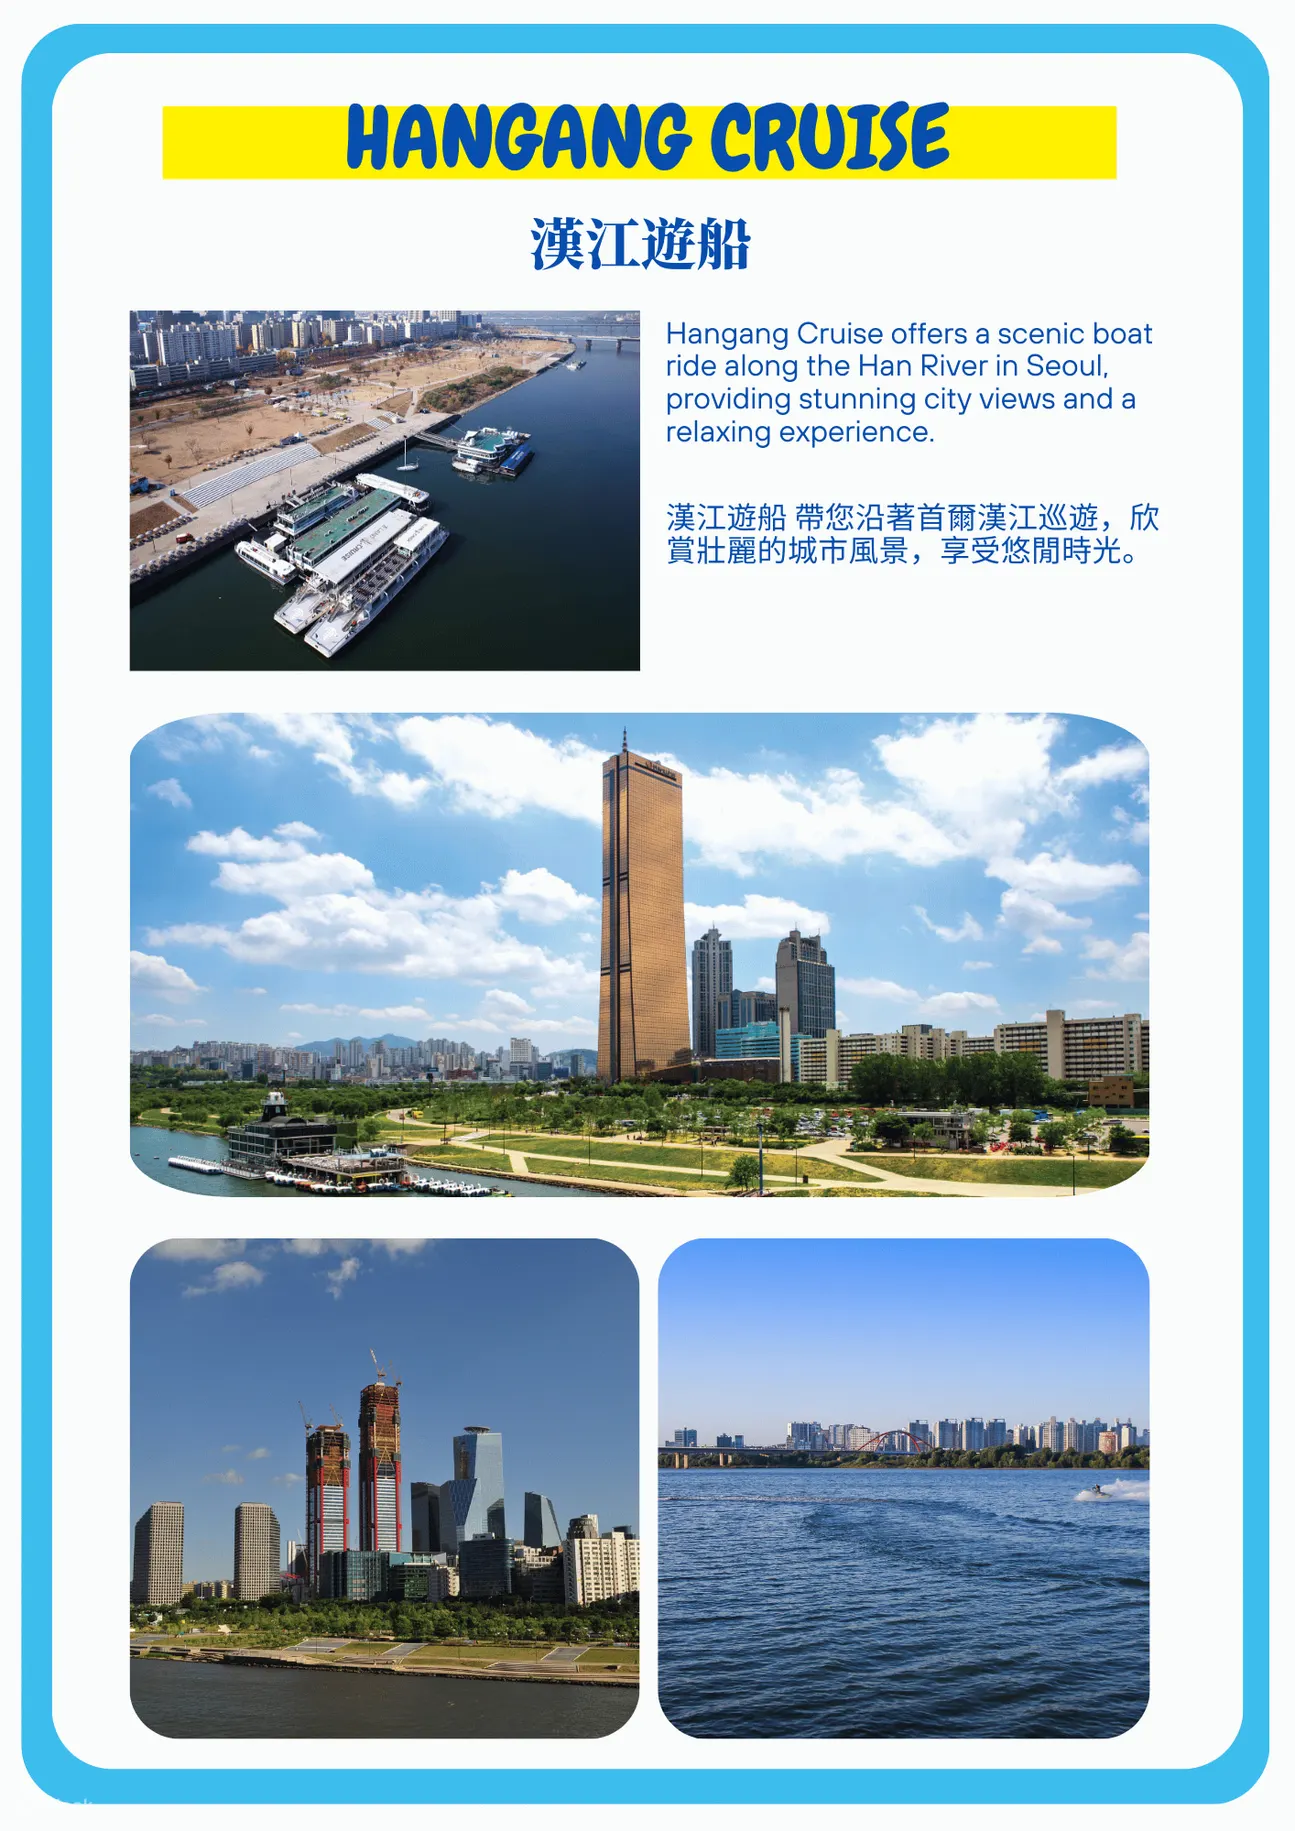 HANGANG CRUISE
漢江遊船
Hangang Cruise offers a scenic boat
ride along the Han River in Seoul,
providing stunning city views and a
relaxing experience.
漢江遊船 帶您沿著首爾漢江巡遊，欣
賞壯麗的城市風景，享受悠閒時光。
CRUISE